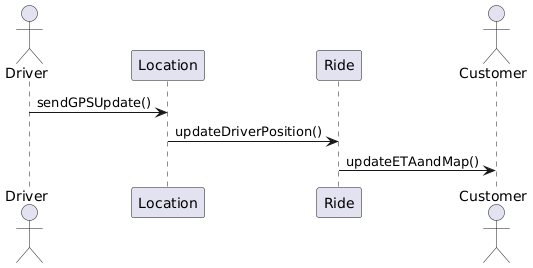 Driver
Location
Ride
Customer
sendGPSUpdate()
updateDriverPosition()
updateETAandMap()
Driver
Location
Ride
Customer